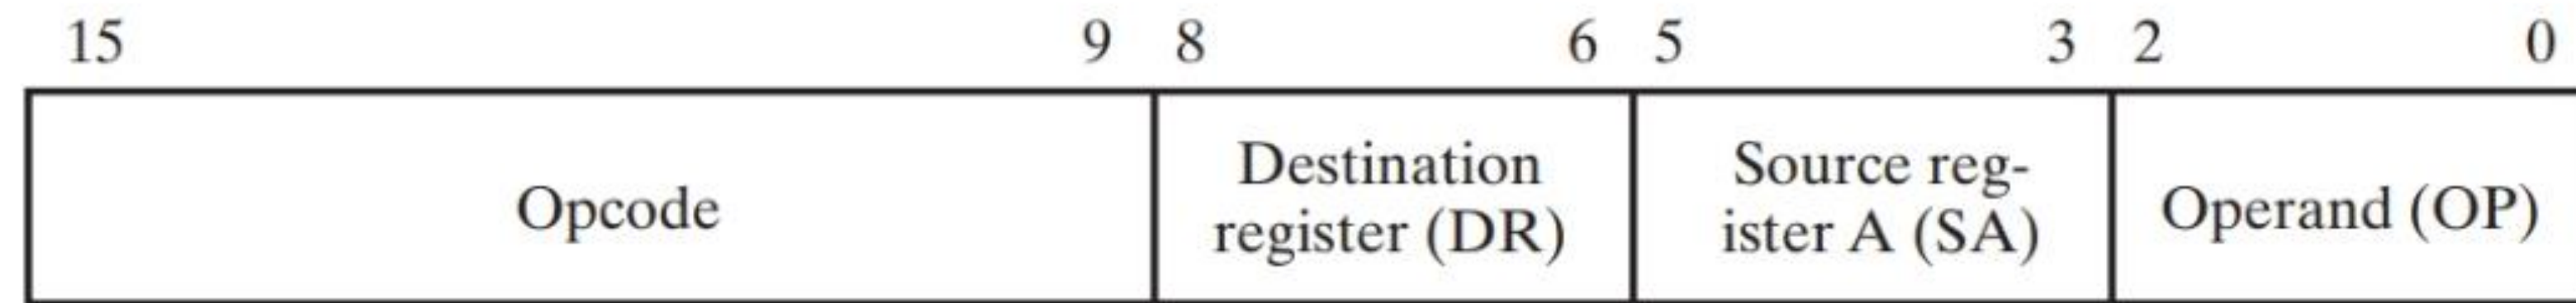 15 9 8 6 5 3 2 0
Opcode
Destination
register (DR)
Source reg-
ister A (SA)
Operand (OP)